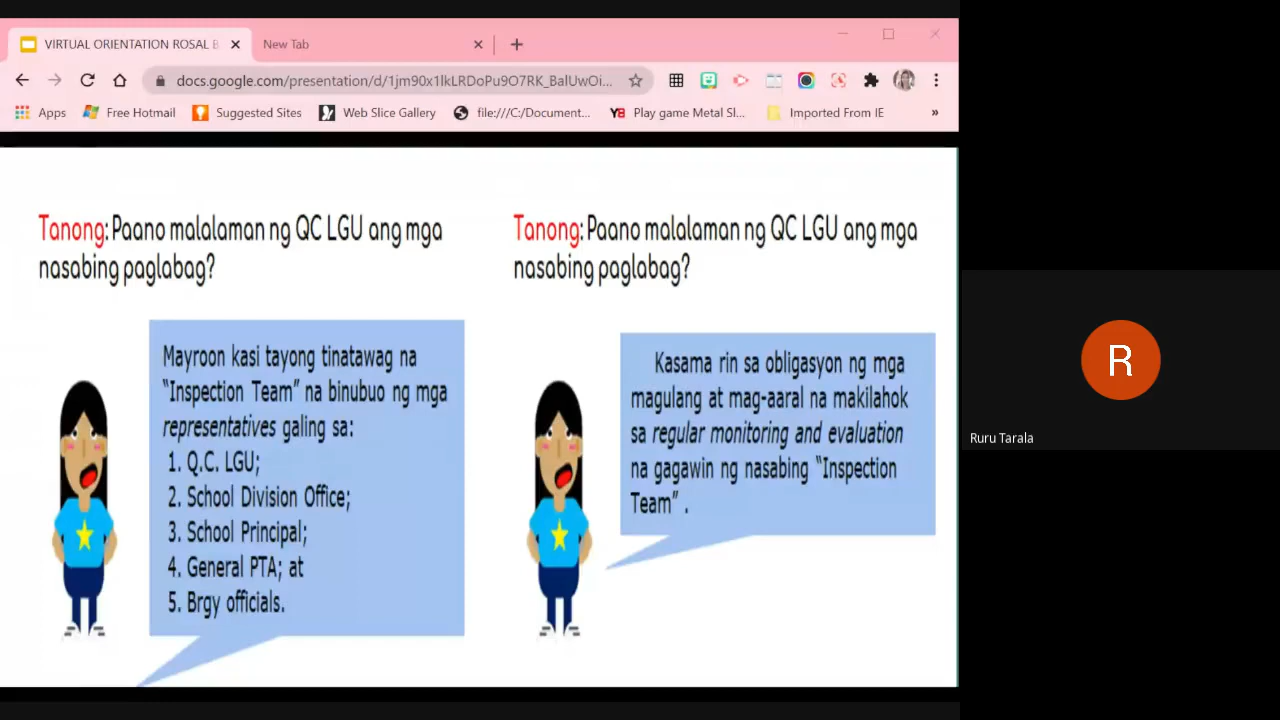 VIRTUAL ORIENTATION ROSAL B
New Tab
docs.google.com/presentation/d/1jm90x1lkLRDoPu9O7RK_BalUwOi...
Apps
Free Hotmail
Suggested Sites
Web Slice Gallery
file:///C:/Document...
Y8 Play game Metal Sl...
Imported From IE
»
Tanong: Paano malalaman ng QC LGU ang mga
nasabing paglabag?
Mayroon kasi tayong tinatawag na
“Inspection Team” na binubuo ng mga
representatives galing sa:
1. Q.C. LGU;
2. School Division Office;
3. School Principal;
4. General PTA; at
5. Brgy officials.
Tanong: Paano malalaman ng QC LGU ang mga
nasabing paglabag?
Kasama rin sa obligasyon ng mga
magulang at mag-aaral na makilahok
sa regular monitoring and evaluation
na gagawin ng nasabing “Inspection
Team” .
R
Ruru Tarala